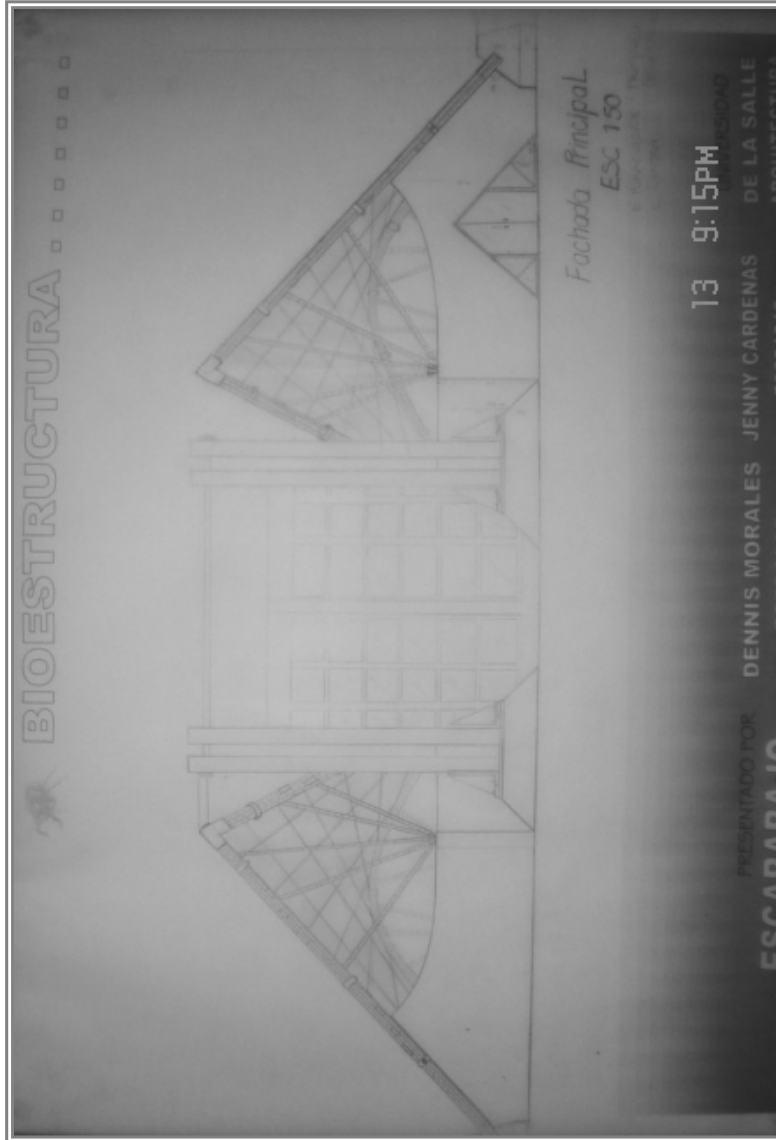 BIOESTRUCTURA
Fachada Principal
ESC 1:50
13 9:15PM
PRESENTADO POR
DENNIS MORALES JENNY CARDENAS
UNIVERSIDAD
DE LA SALLE
ESCARABAJO